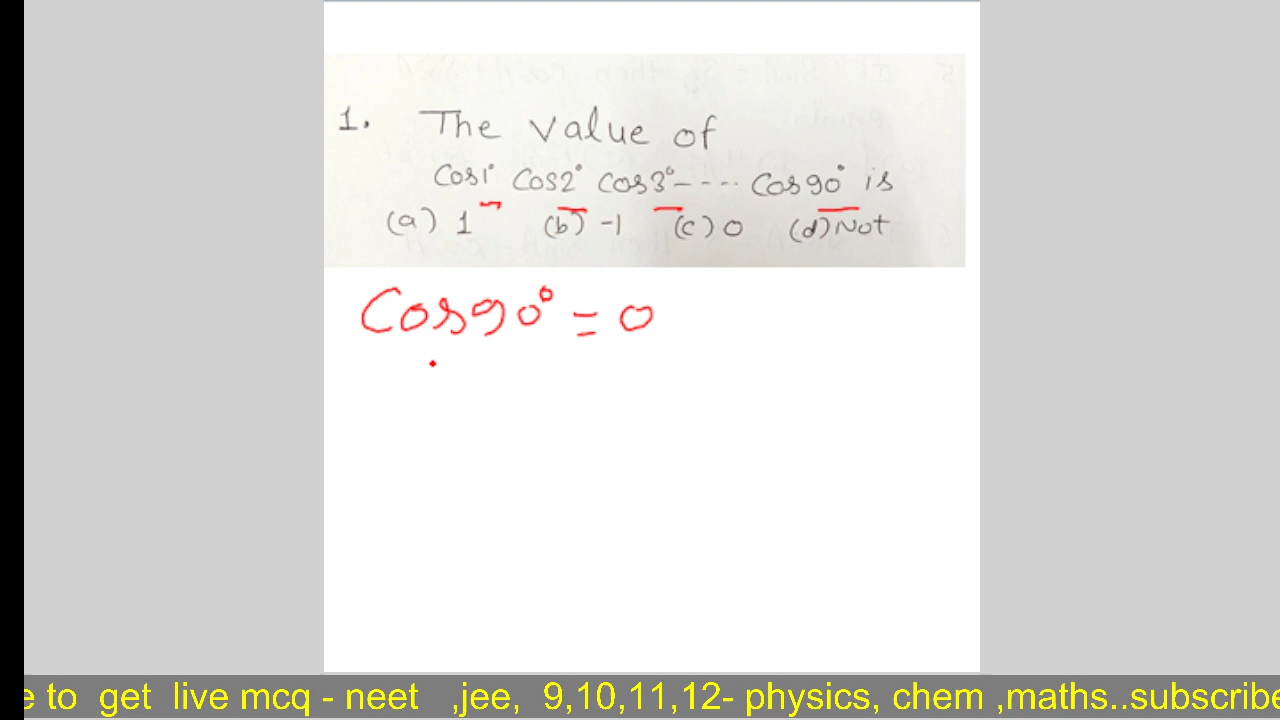 1. The value of
Cos1° Cos2° Cos3°- --- Cos90° is
(a) 1 (b) -1 (c) 0 (d) Not
Cos90° = 0
e to get live mcq - neet ,jee, 9,10,11,12- physics, chem ,maths..subscribe